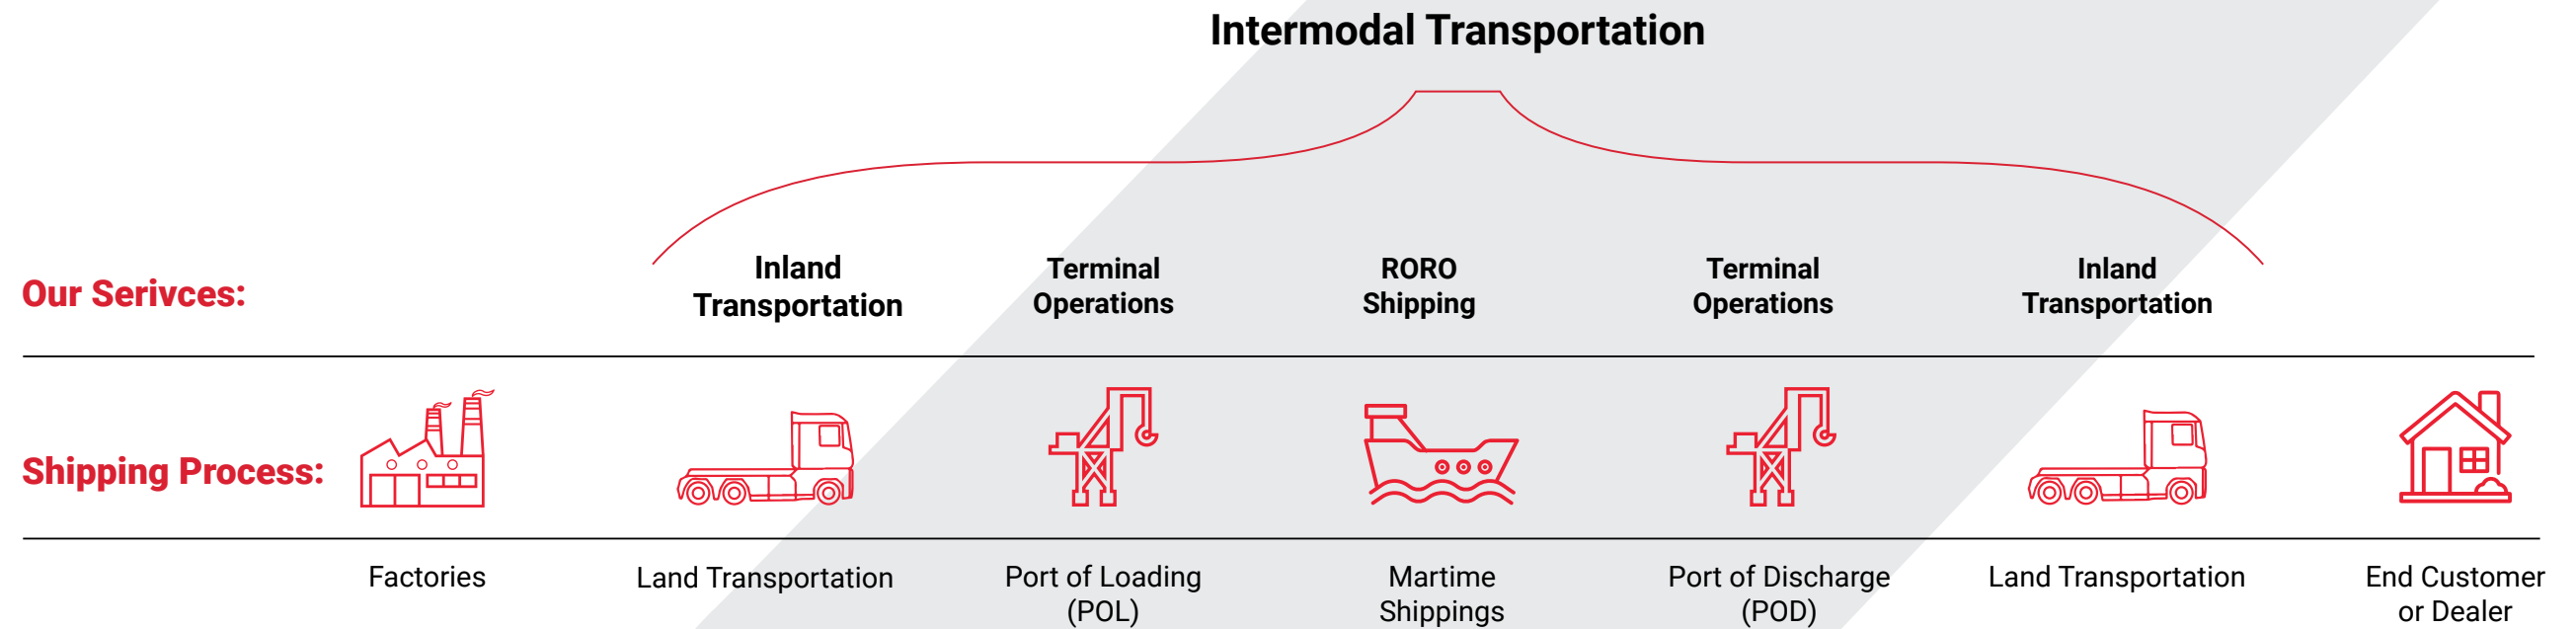 Intermodal Transportation
Our Serivces:
Inland
Transportation
Terminal
Operations
RORO
Shipping
Terminal
Operations
Inland
Transportation
Shipping Process:
Factories
Land Transportation
Port of Loading
(POL)
Martime
Shippings
Port of Discharge
(POD)
Land Transportation
End Customer
or Dealer